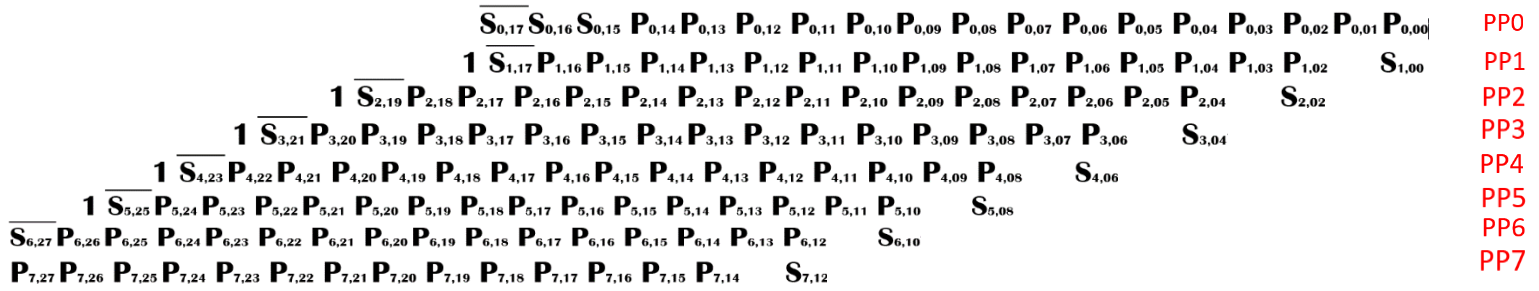 S̅0,17 S0,16 S0,15 P0,14 P0,13 P0,12 P0,11 P0,10 P0,09 P0,08 P0,07 P0,06 P0,05 P0,04 P0,03 P0,02 P0,01 P0,00 PP0
1 S̅1,17 P1,16 P1,15 P1,14 P1,13 P1,12 P1,11 P1,10 P1,09 P1,08 P1,07 P1,06 P1,05 P1,04 P1,03 P1,02 S1,00 PP1
1 S̅2,19 P2,18 P2,17 P2,16 P2,15 P2,14 P2,13 P2,12 P2,11 P2,10 P2,09 P2,08 P2,07 P2,06 P2,05 P2,04 S2,02 PP2
1 S̅3,21 P3,20 P3,19 P3,18 P3,17 P3,16 P3,15 P3,14 P3,13 P3,12 P3,11 P3,10 P3,09 P3,08 P3,07 P3,06 S3,04 PP3
1 S̅4,23 P4,22 P4,21 P4,20 P4,19 P4,18 P4,17 P4,16 P4,15 P4,14 P4,13 P4,12 P4,11 P4,10 P4,09 P4,08 S4,06 PP4
1 S̅5,25 P5,24 P5,23 P5,22 P5,21 P5,20 P5,19 P5,18 P5,17 P5,16 P5,15 P5,14 P5,13 P5,12 P5,11 P5,10 S5,08 PP5
S̅6,27 P6,26 P6,25 P6,24 P6,23 P6,22 P6,21 P6,20 P6,19 P6,18 P6,17 P6,16 P6,15 P6,14 P6,13 P6,12 S6,10 PP6
P7,27 P7,26 P7,25 P7,24 P7,23 P7,22 P7,21 P7,20 P7,19 P7,18 P7,17 P7,16 P7,15 P7,14 S7,12 PP7